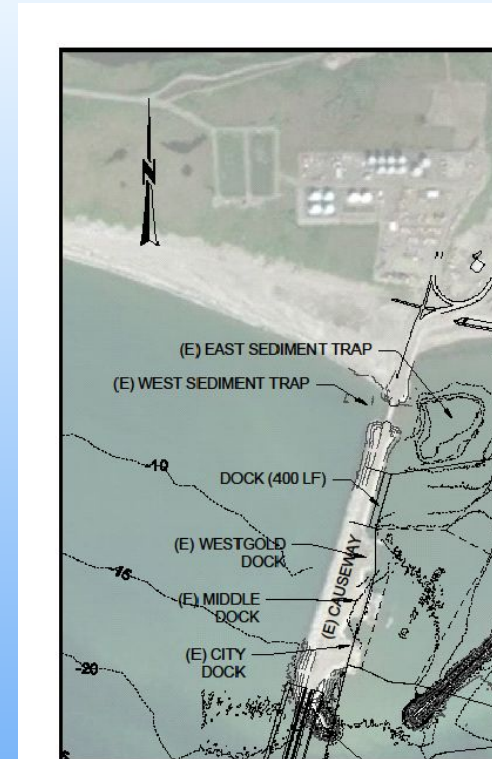 N
(E) EAST SEDIMENT TRAP
(E) WEST SEDIMENT TRAP
-10
DOCK (400 LF)
(E) WESTGOLD
DOCK
(E) CAUSEWAY
-15
(E) MIDDLE
DOCK
(E) CITY
DOCK
-20